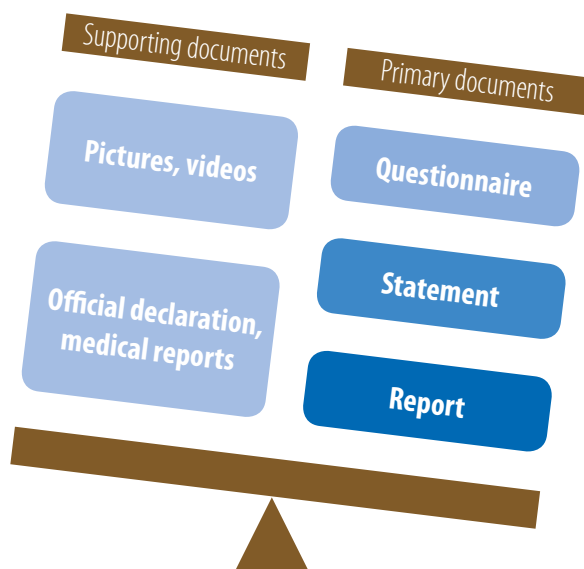 Supporting documents
Pictures, videos
Official declaration,
medical reports
Primary documents
Questionnaire
Statement
Report